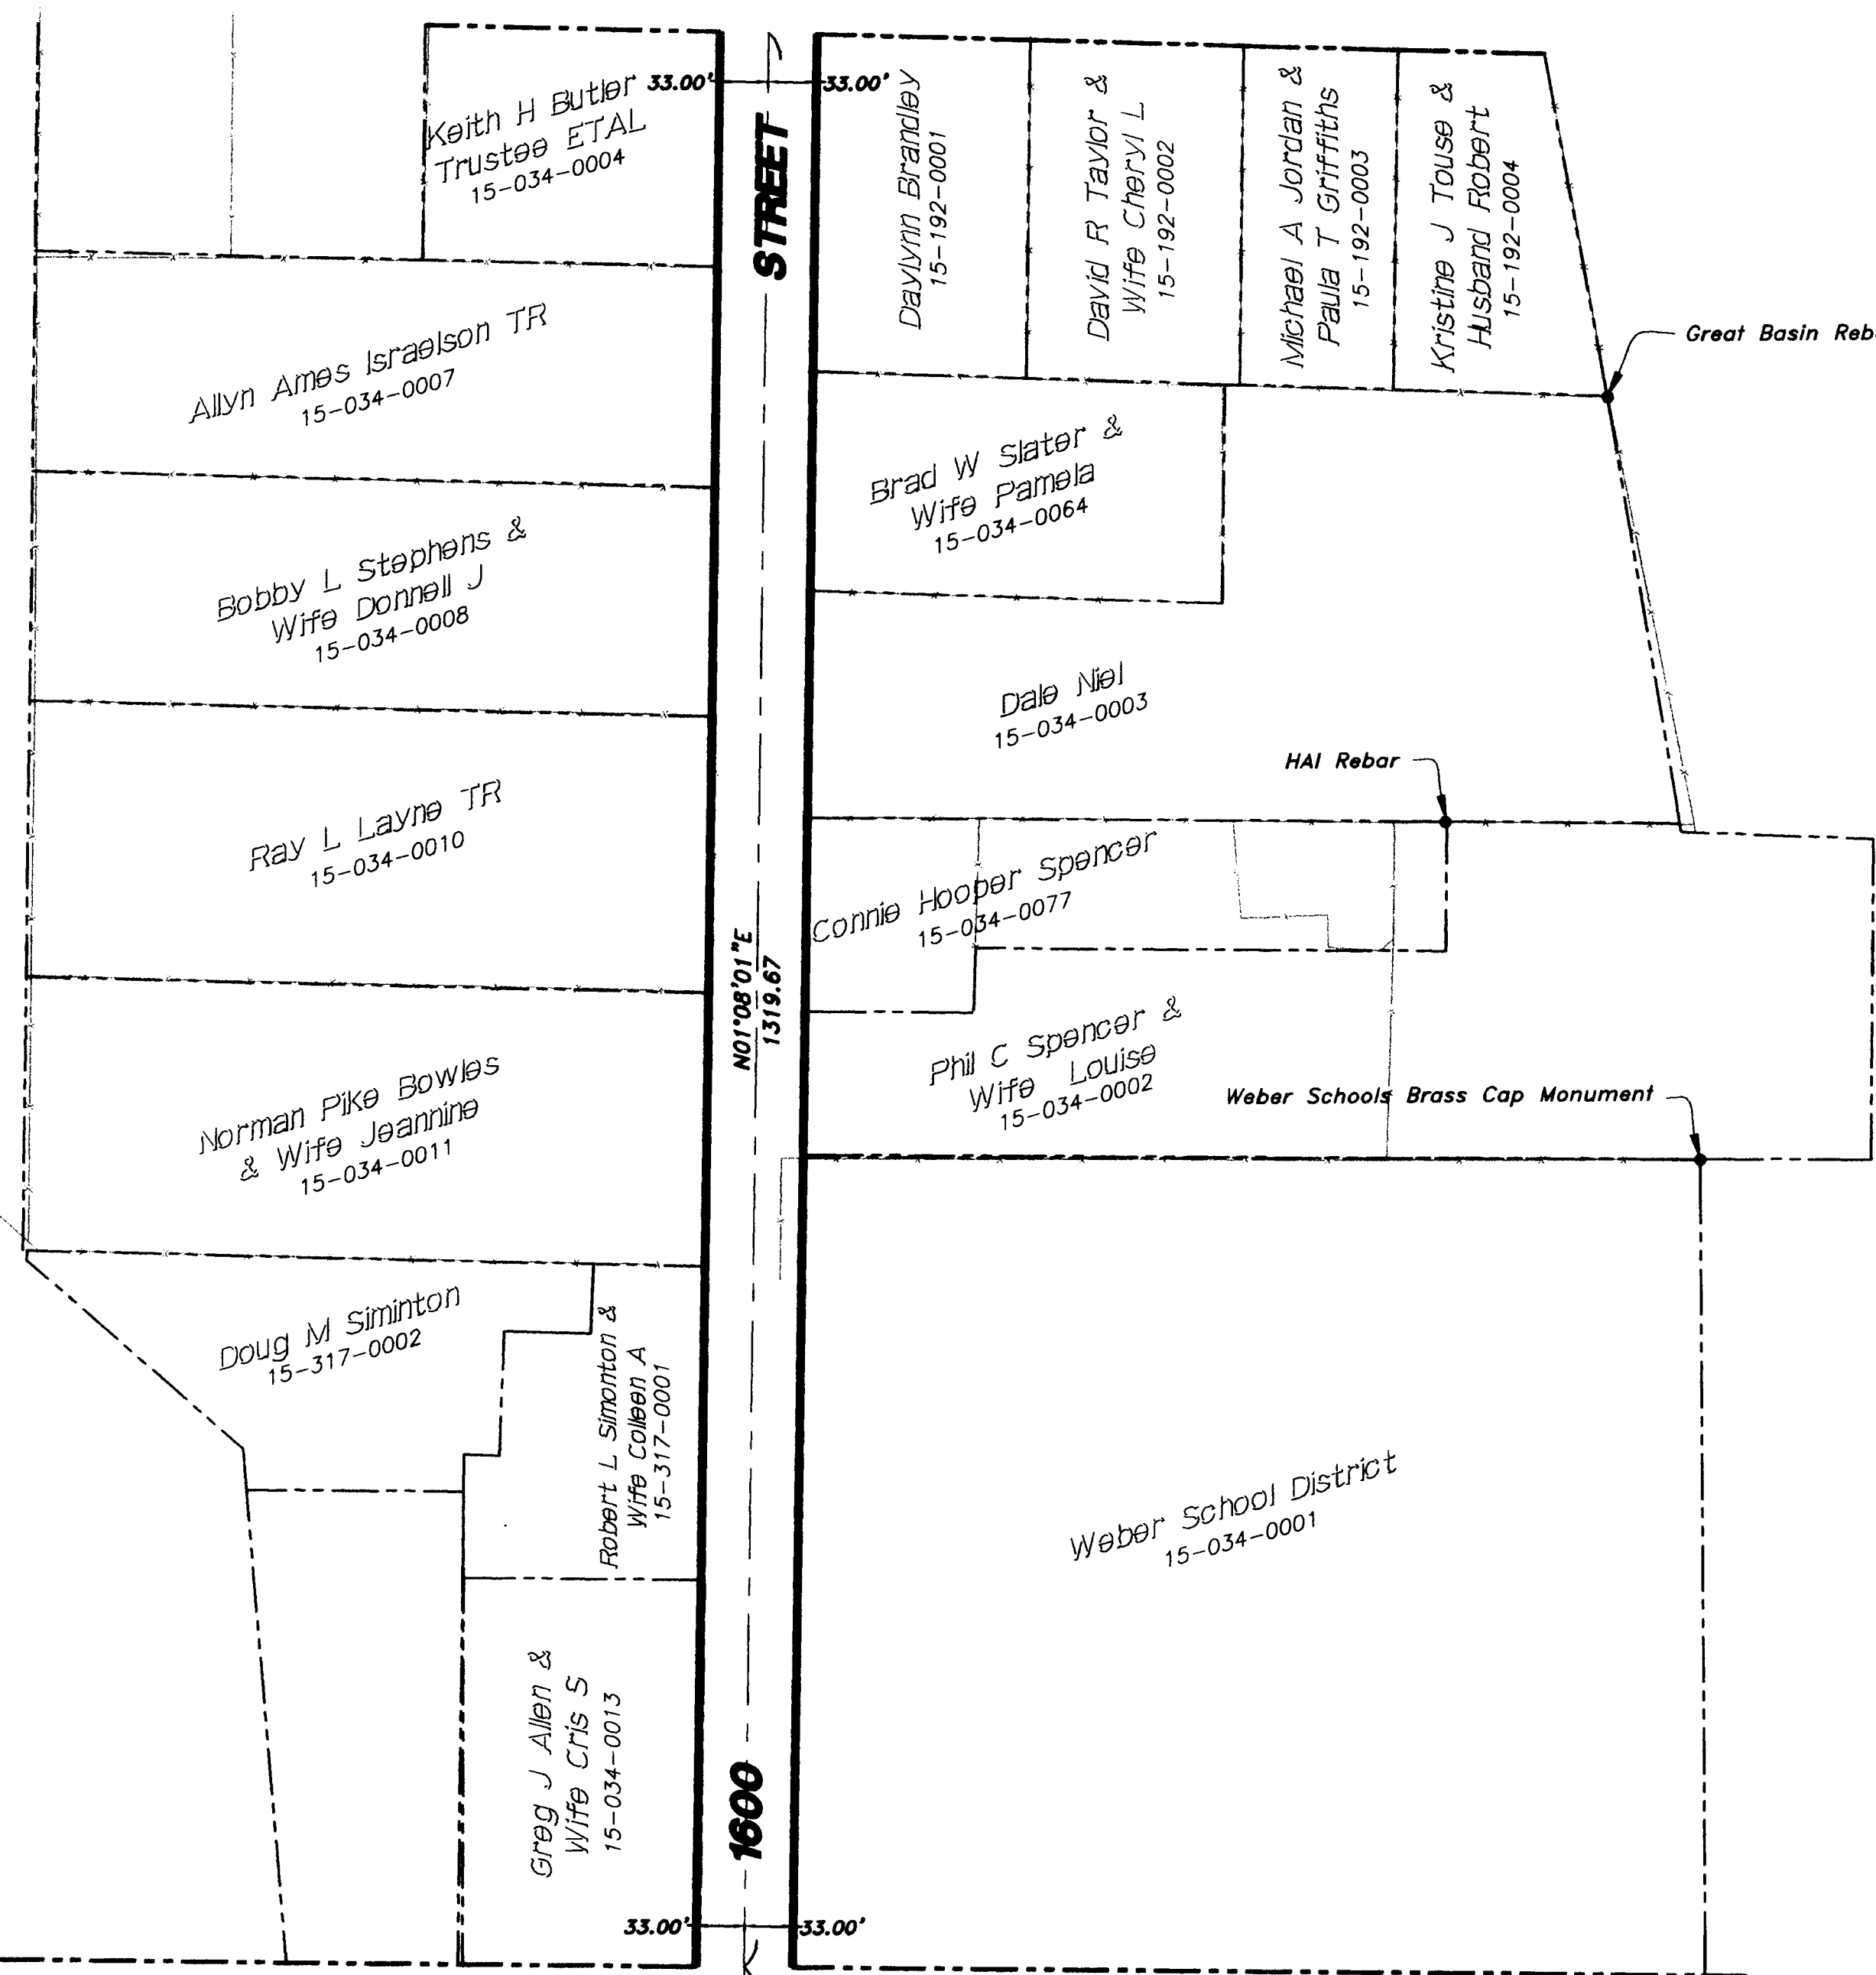 Keith H Butler
Trustee ETAL
15-034-0004
33.00'
33.00'
STREET
Daylynn Brandley
15-192-0001
David R Taylor &
Wife Cheryl L
15-192-0002
Michael A Jordan &
Paula T Griffiths
15-192-0003
Kristine J Touse &
Husband Robert
15-192-0004
Great Basin Reb
Allyn Ames Israelson TR
15-034-0007
Brad W Slater &
Wife Pamela
15-034-0064
Bobby L Stephens &
Wife Donnell J
15-034-0008
Dale Niel
15-034-0003
HAI Rebar
Ray L Layne TR
15-034-0010
Connie Hooper Spencer
15-034-0077
N01°08'01"E
1319.67
Phil C Spencer &
Wife Louise
15-034-0002
Weber Schools Brass Cap Monument
Norman Pike Bowles
& Wife Jeannine
15-034-0011
Doug M Siminton
15-317-0002
Robert L Simonton &
Wife Colleen A
15-317-0001
Weber School District
15-034-0001
Greg J Allen &
Wife Cris S
15-034-0013
1600
33.00'
33.00'